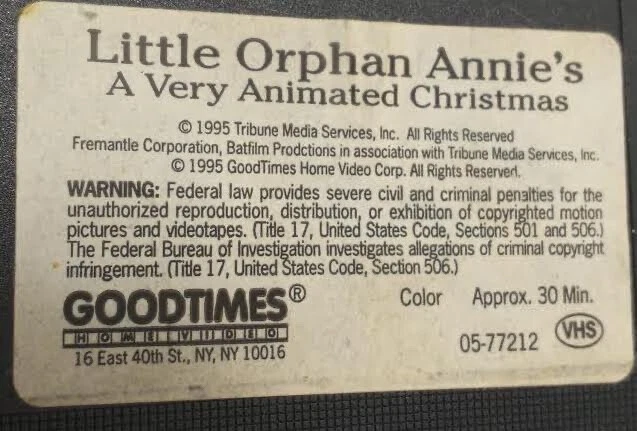 Little Orphan Annie's
A Very Animated Christmas
© 1995 Tribune Media Services, Inc. All Rights Reserved
Fremantle Corporation, Batfilm Prodctions in association with Tribune Media Services, Inc.
© 1995 GoodTimes Home Video Corp. All Rights Reserved.
WARNING: Federal law provides severe civil and criminal penalties for the
unauthorized reproduction, distribution, or exhibition of copyrighted motion
pictures and videotapes. (Title 17, United States Code, Sections 501 and 506.)
The Federal Bureau of Investigation investigates allegations of criminal copyright
infringement. (Title 17, United States Code, Section 506.)
GOODTIMES®
HOME VIDEO
16 East 40th St., NY, NY 10016
Color Approx. 30 Min.
05-77212 VHS